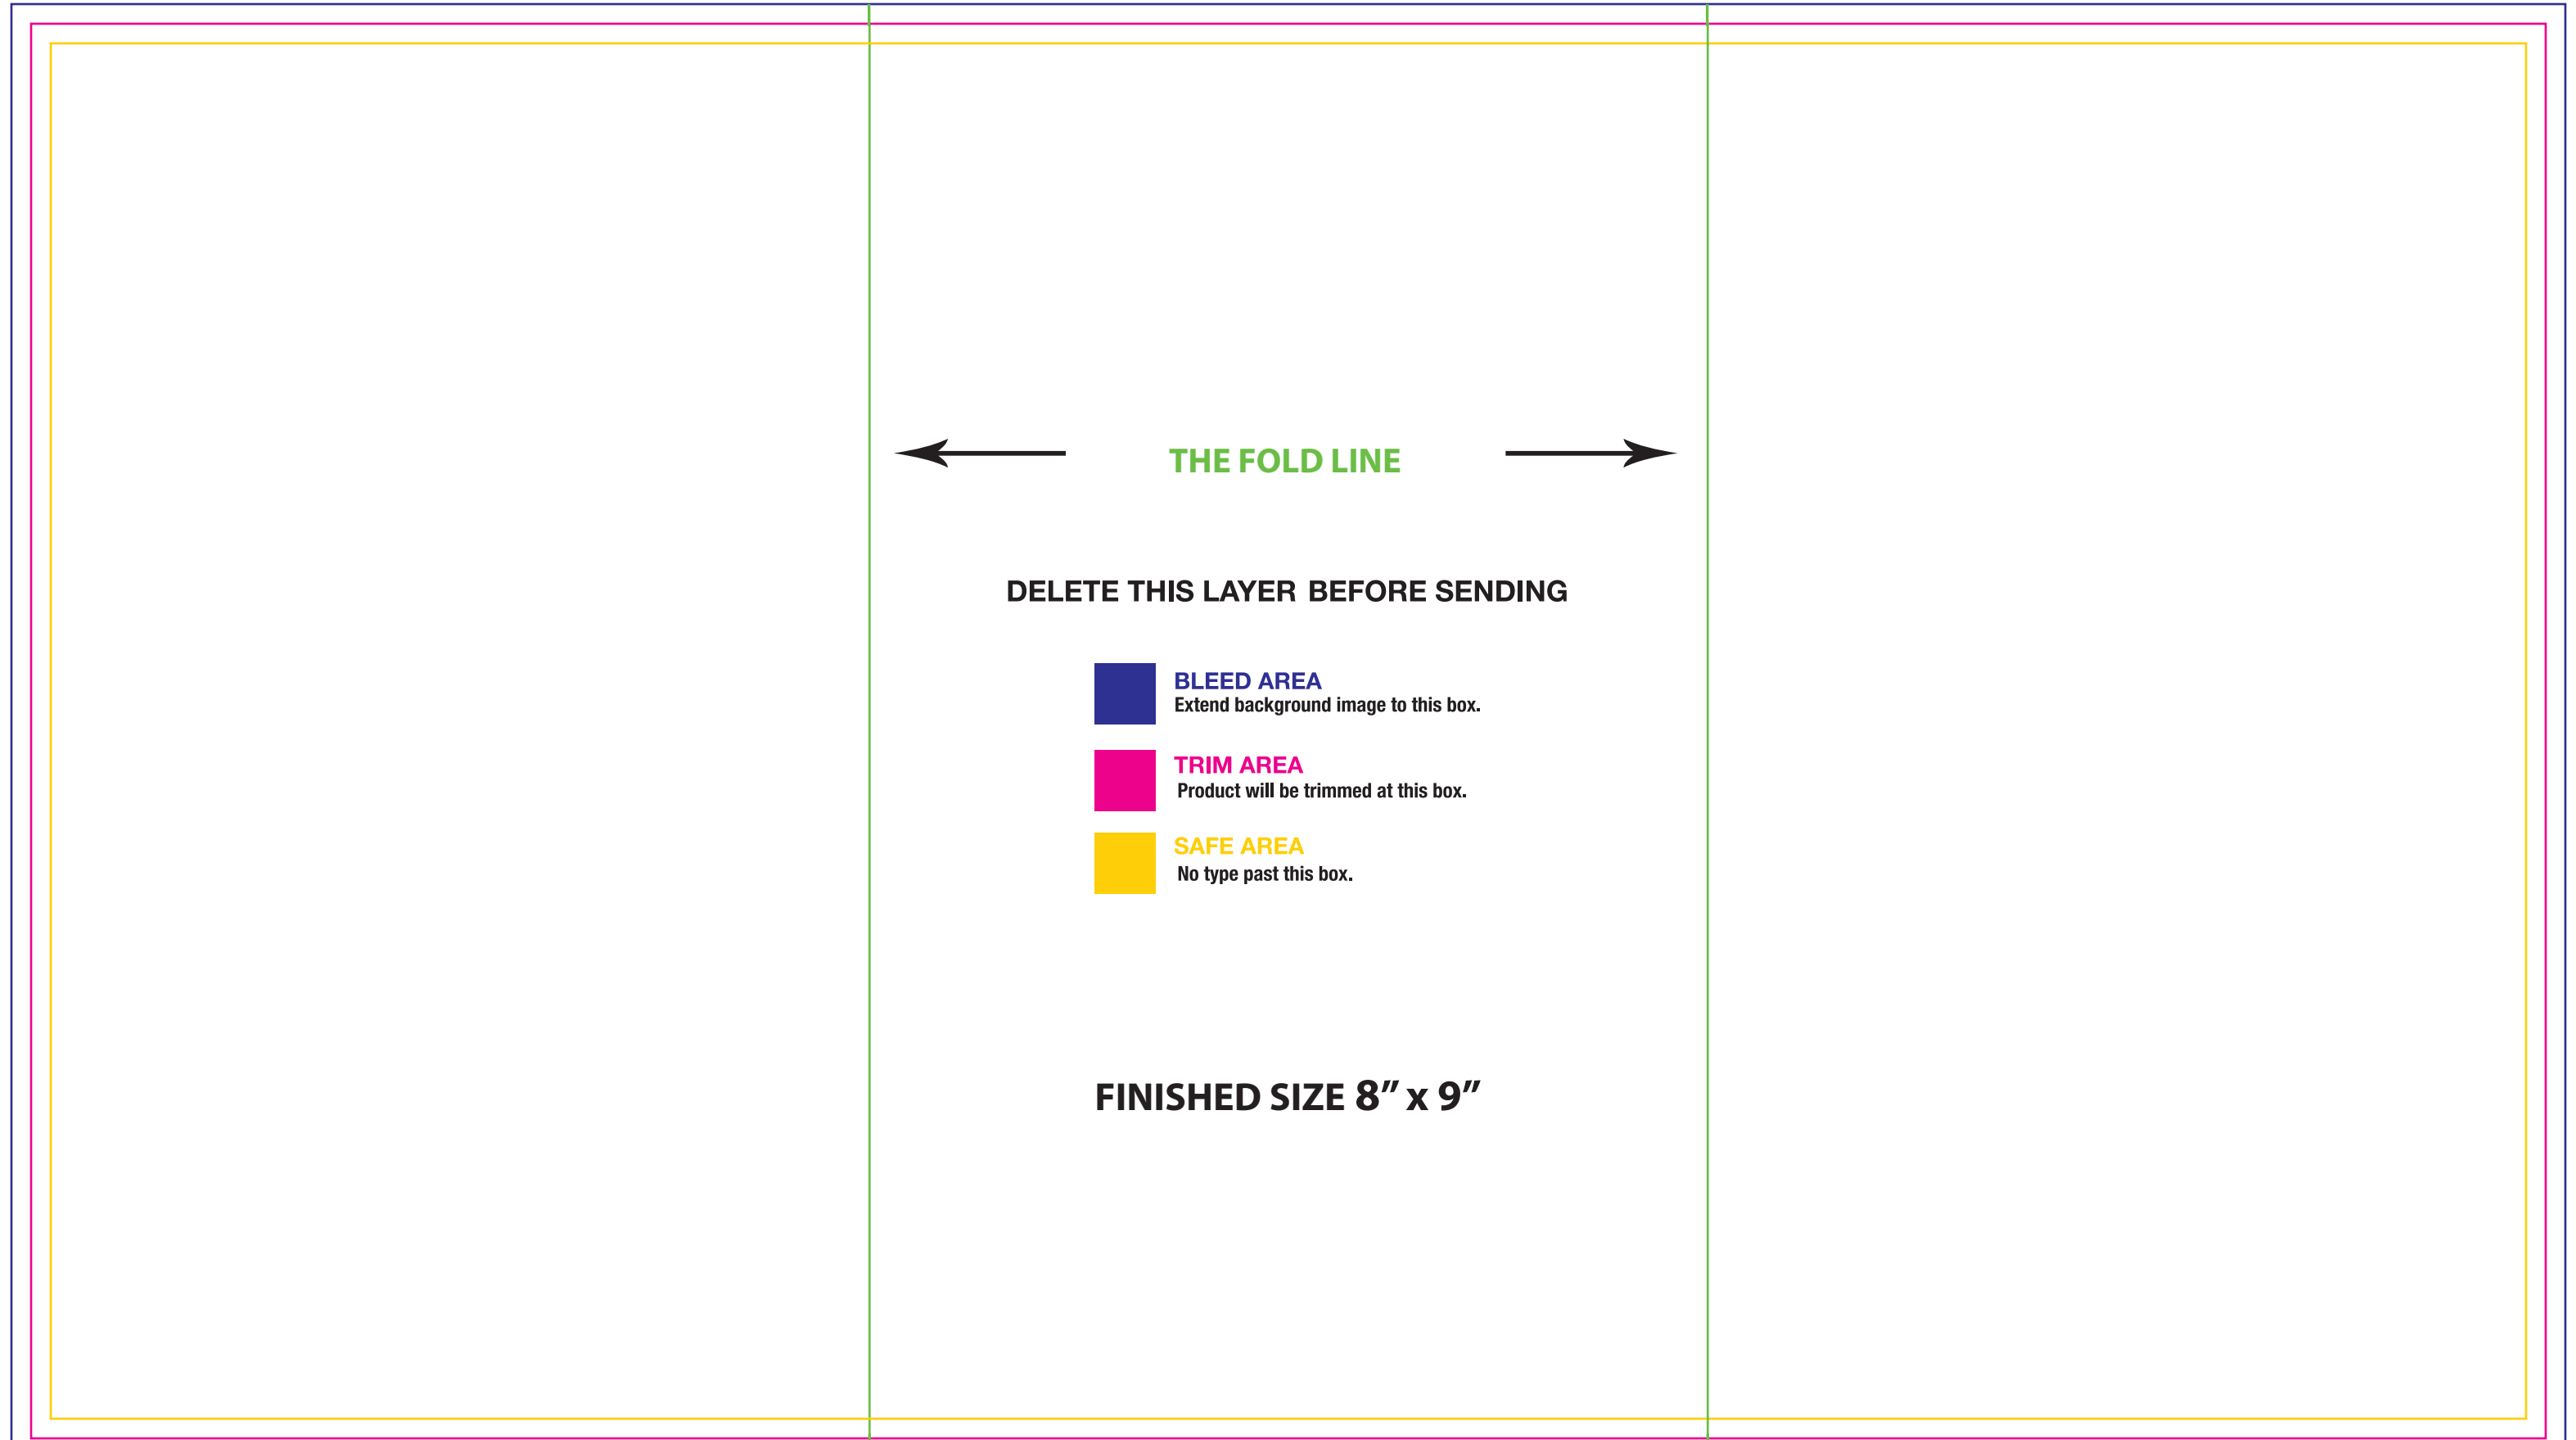 THE FOLD LINE
DELETE THIS LAYER BEFORE SENDING
BLEED AREA
Extend background image to this box.
TRIM AREA
Product will be trimmed at this box.
SAFE AREA
No type past this box.
FINISHED SIZE 8” x 9”